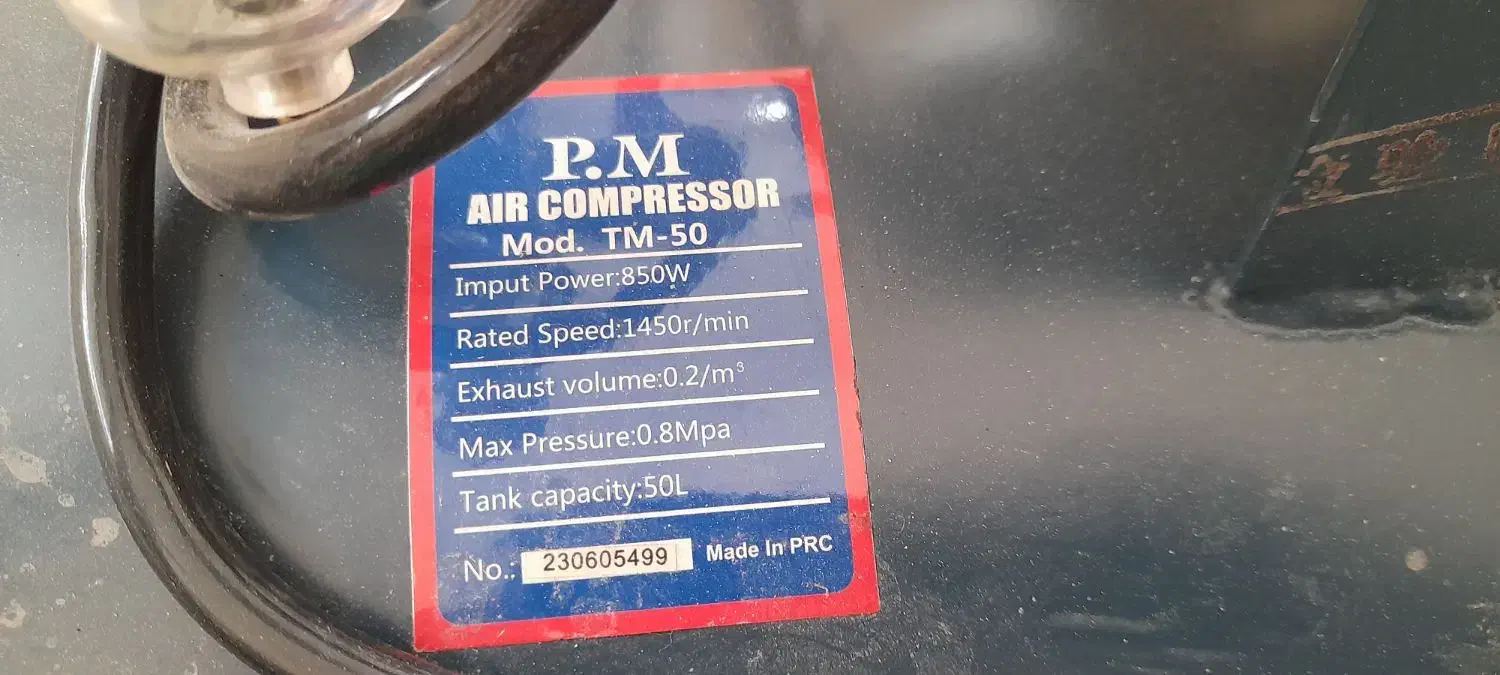 P.M
AIR COMPRESSOR
Mod. TM-50
Imput Power:850W
Rated Speed:1450r/min
Exhaust volume:0.2/m³
Max Pressure:0.8Mpa
Tank capacity:50L
No.: 230605499 Made In PRC